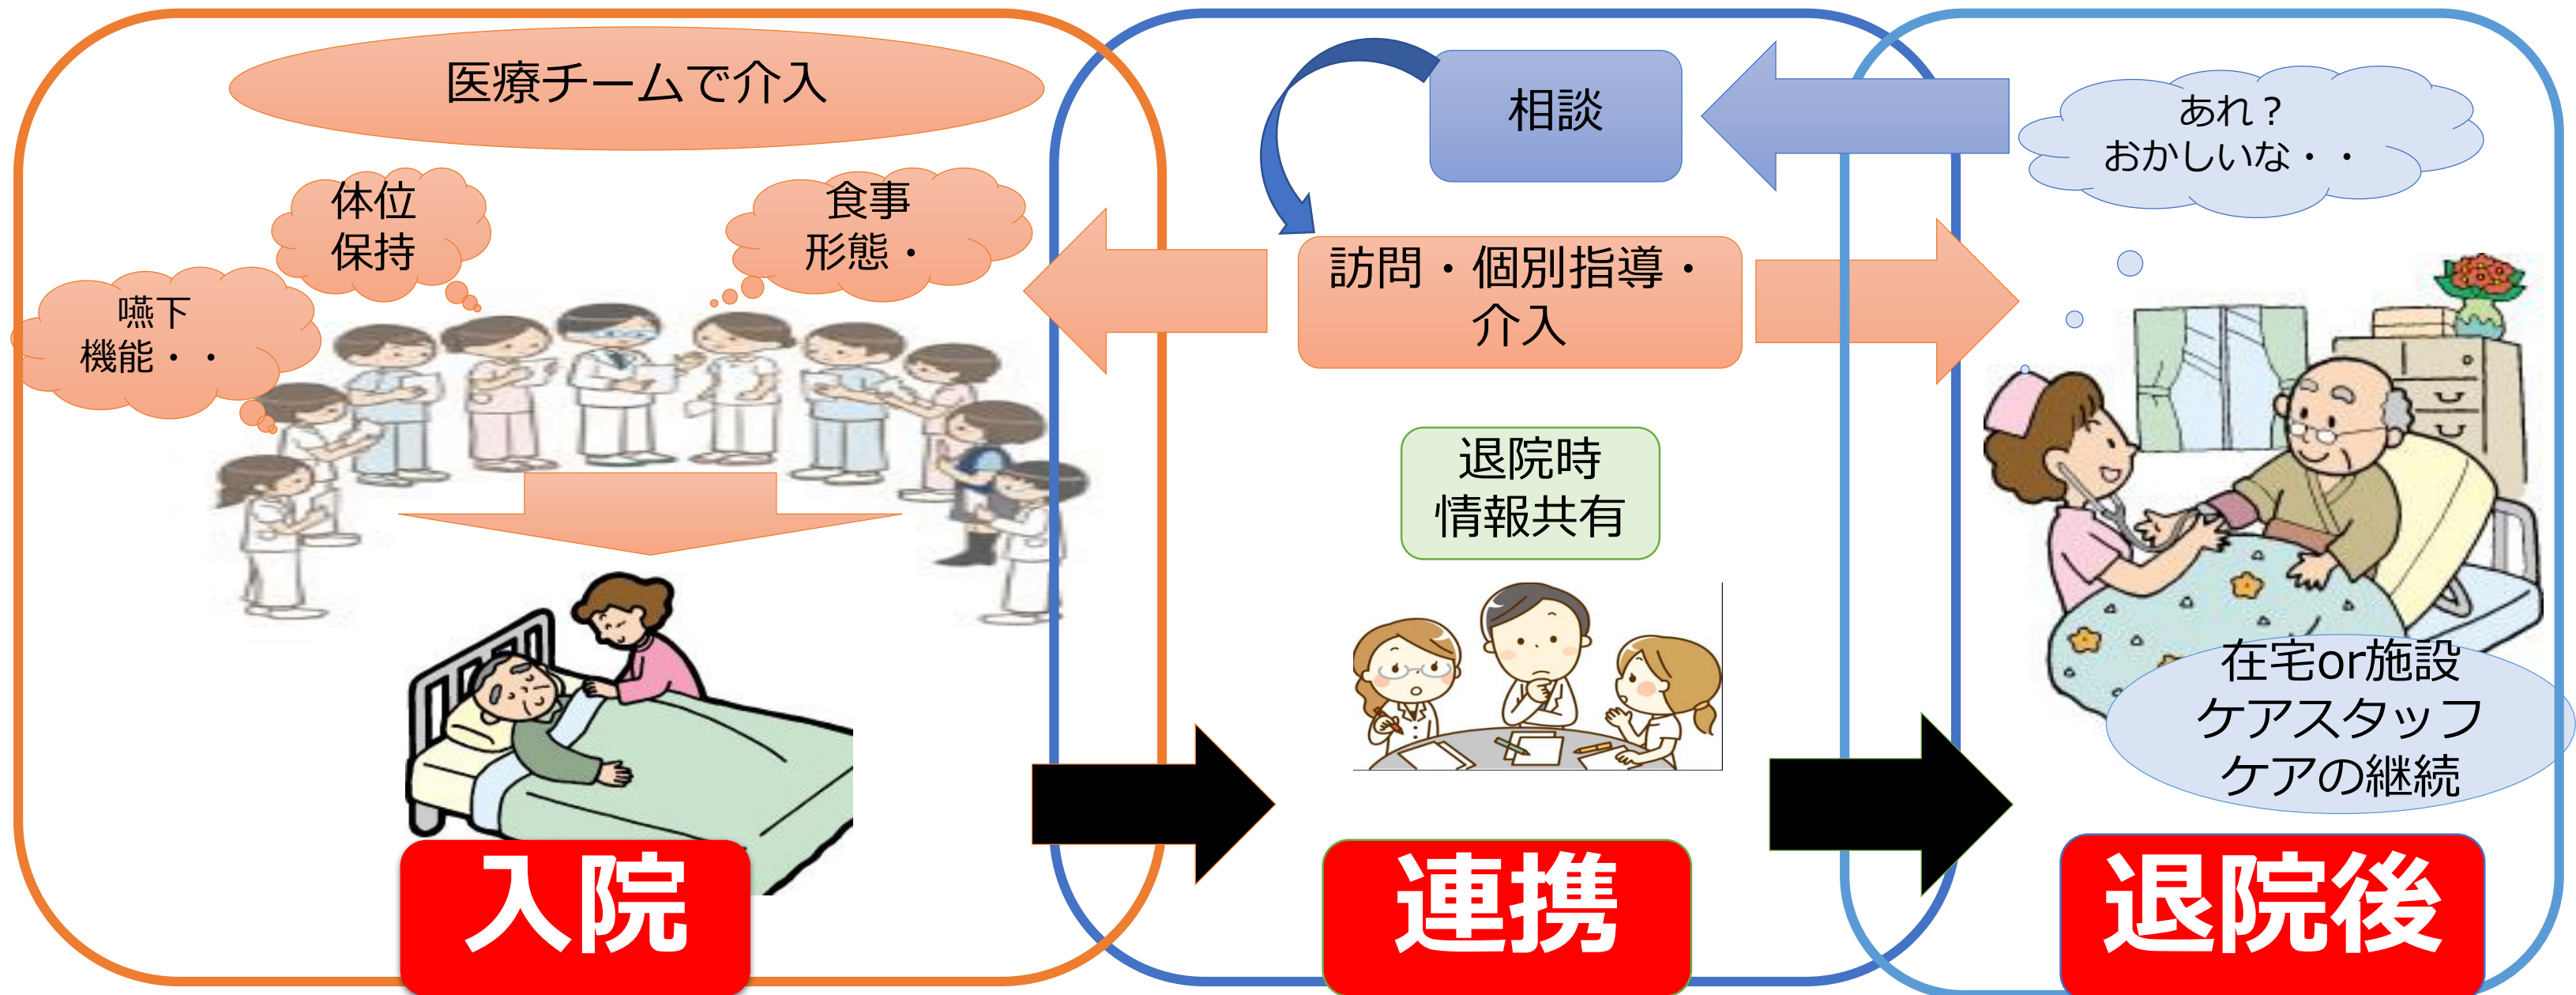 医療チームで介入
体位
保持
食事
形態・
嚥下
機能・・
入院
相談
訪問・個別指導・
介入
退院時
情報共有
連携
あれ？
おかしいな・・
在宅or施設
ケアスタッフ
ケアの継続
退院後